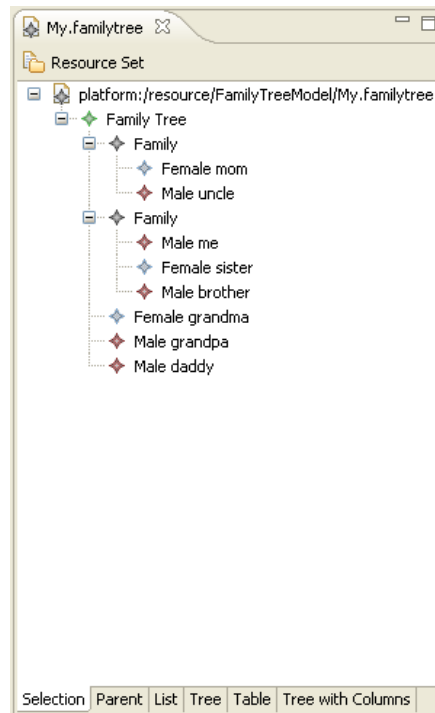 My.familytree
Resource Set
platform:/resource/FamilyTreeModel/My.familytree
Family Tree
Family
Female mom
Male uncle
Family
Male me
Female sister
Male brother
Female grandma
Male grandpa
Male daddy
Selection Parent List Tree Table Tree with Columns